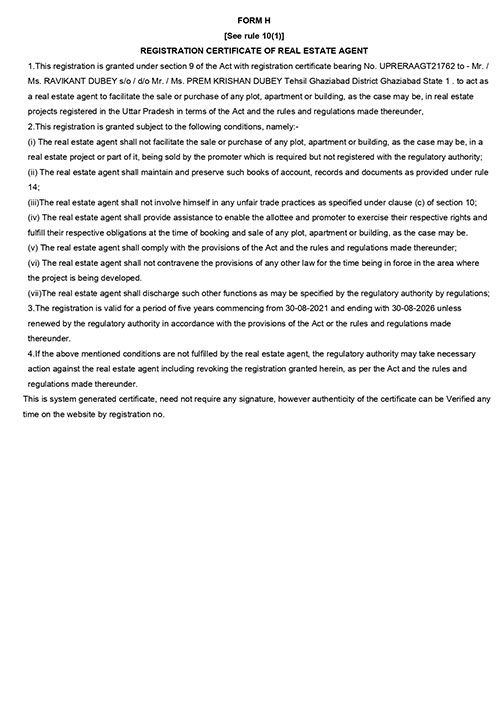 FORM H
[See rule 10(1)]
REGISTRATION CERTIFICATE OF REAL ESTATE AGENT
1.This registration is granted under section 9 of the Act with registration certificate bearing No. UPRERAAGT21762 to - Mr. /
Ms. RAVIKANT DUBEY s/o / d/o Mr. / Ms. PREM KRISHAN DUBEY Tehsil Ghaziabad District Ghaziabad State 1 . to act as
a real estate agent to facilitate the sale or purchase of any plot, apartment or building, as the case may be, in real estate
projects registered in the Uttar Pradesh in terms of the Act and the rules and regulations made thereunder,
2.This registration is granted subject to the following conditions, namely:-
(i) The real estate agent shall not facilitate the sale or purchase of any plot, apartment or building, as the case may be, in a
real estate project or part of it, being sold by the promoter which is required but not registered with the regulatory authority;
(ii) The real estate agent shall maintain and preserve such books of account, records and documents as provided under rule
14;
(iii)The real estate agent shall not involve himself in any unfair trade practices as specified under clause (c) of section 10;
(iv) The real estate agent shall provide assistance to enable the allottee and promoter to exercise their respective rights and
fulfill their respective obligations at the time of booking and sale of any plot, apartment or building, as the case may be.
(v) The real estate agent shall comply with the provisions of the Act and the rules and regulations made thereunder;
(vi) The real estate agent shall not contravene the provisions of any other law for the time being in force in the area where
the project is being developed.
(vii)The real estate agent shall discharge such other functions as may be specified by the regulatory authority by regulations;
3.The registration is valid for a period of five years commencing from 30-08-2021 and ending with 30-08-2026 unless
renewed by the regulatory authority in accordance with the provisions of the Act or the rules and regulations made
thereunder.
4.If the above mentioned conditions are not fulfilled by the real estate agent, the regulatory authority may take necessary
action against the real estate agent including revoking the registration granted herein, as per the Act and the rules and
regulations made thereunder.
This is system generated certificate, need not require any signature, however authenticity of the certificate can be Verified any
time on the website by registration no.